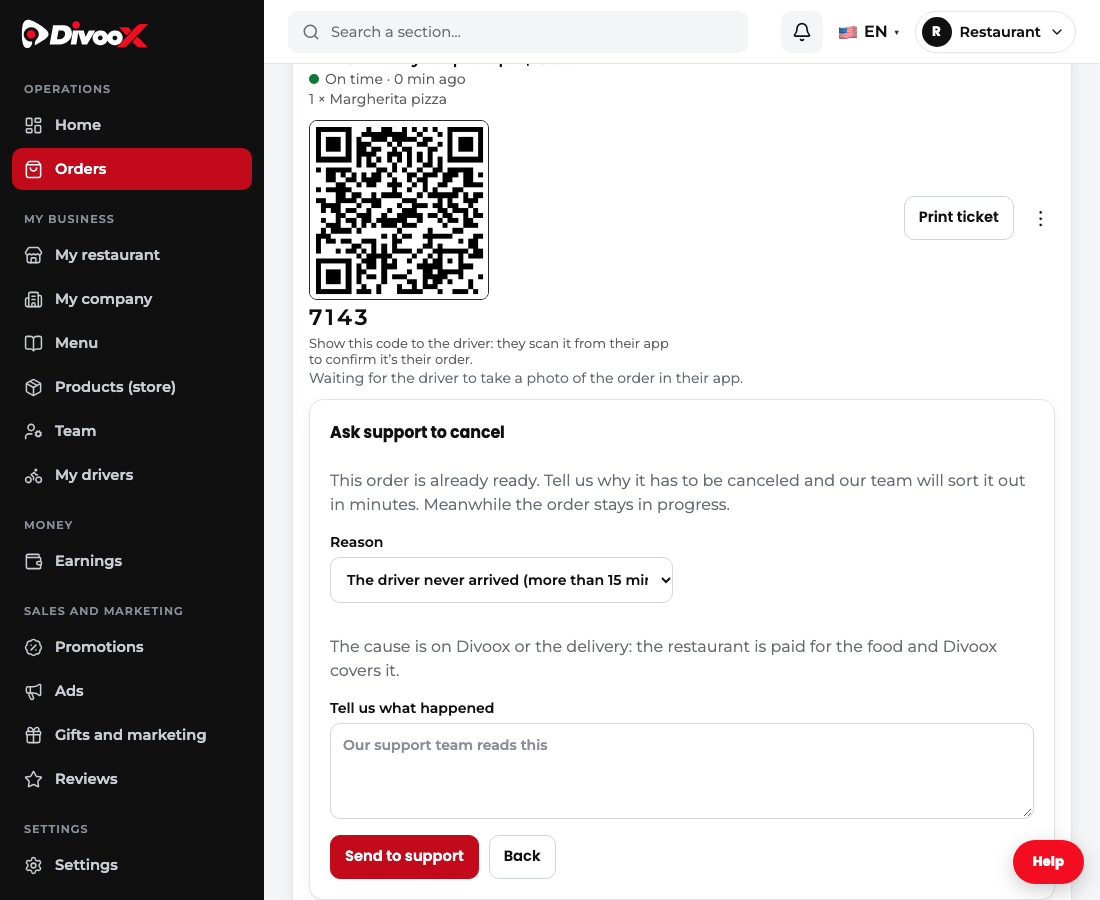 DivooX
OPERATIONS
Home
Orders
MY BUSINESS
My restaurant
My company
Menu
Products (store)
Team
My drivers
MONEY
Earnings
SALES AND MARKETING
Promotions
Ads
Gifts and marketing
Reviews
SETTINGS
Settings
Search a section...
EN
R
Restaurant
On time · 0 min ago
1 × Margherita pizza
Print ticket
7143
Show this code to the driver: they scan it from their app
to confirm it’s their order.
Waiting for the driver to take a photo of the order in their app.
Ask support to cancel
This order is already ready. Tell us why it has to be canceled and our team will sort it out
in minutes. Meanwhile the order stays in progress.
Reason
The driver never arrived (more than 15 min
The cause is on Divoox or the delivery: the restaurant is paid for the food and Divoox
covers it.
Tell us what happened
Our support team reads this
Send to support
Back
Help